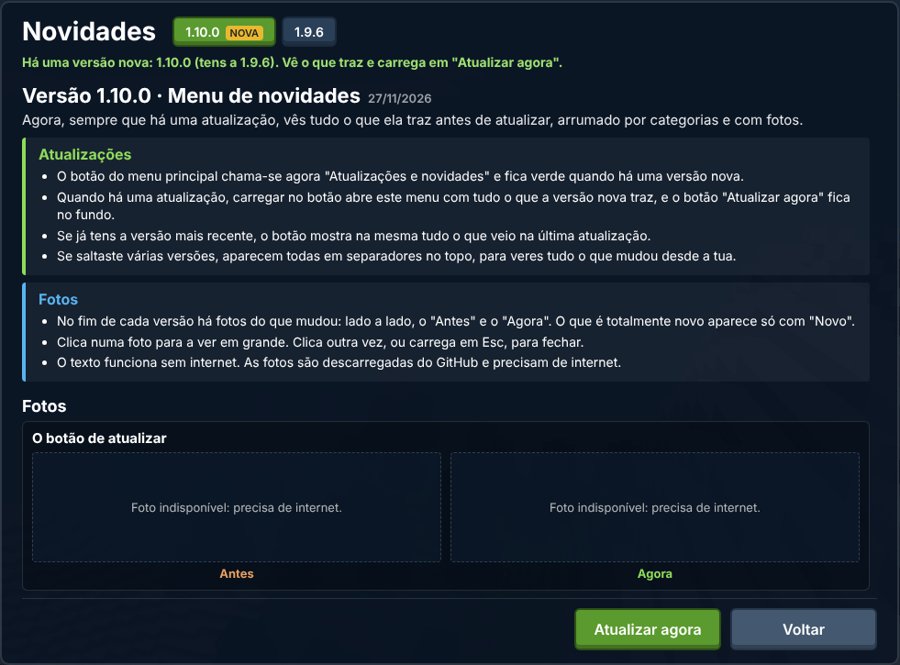 Novidades 1.10.0 NOVA 1.9.6
Há uma versão nova: 1.10.0 (tens a 1.9.6). Vê o que traz e carrega em "Atualizar agora".
Versão 1.10.0 · Menu de novidades 27/11/2026
Agora, sempre que há uma atualização, vês tudo o que ela traz antes de atualizar, arrumado por categorias e com fotos.
Atualizações
• O botão do menu principal chama-se agora "Atualizações e novidades" e fica verde quando há uma versão nova.
• Quando há uma atualização, carregar no botão abre este menu com tudo o que a versão nova traz, e o botão "Atualizar agora" fica
no fundo.
• Se já tens a versão mais recente, o botão mostra na mesma tudo o que veio na última atualização.
• Se saltaste várias versões, aparecem todas em separadores no topo, para veres tudo o que mudou desde a tua.
Fotos
• No fim de cada versão há fotos do que mudou: lado a lado, o "Antes" e o "Agora". O que é totalmente novo aparece só com "Novo".
• Clica numa foto para a ver em grande. Clica outra vez, ou carrega em Esc, para fechar.
• O texto funciona sem internet. As fotos são descarregadas do GitHub e precisam de internet.
Fotos
O botão de atualizar
Foto indisponível: precisa de internet.
Antes
Foto indisponível: precisa de internet.
Agora
Atualizar agora
Voltar